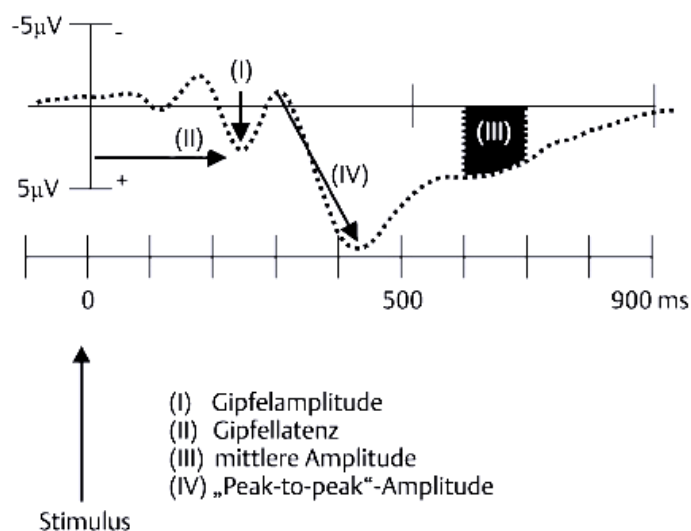 -5µV
-
(I)
(II)
(III)
(IV)
5µV
+
0 500 900 ms
(I) Gipfelamplitude
(II) Gipfellatenz
(III) mittlere Amplitude
(IV) „Peak-to-peak“-Amplitude
Stimulus